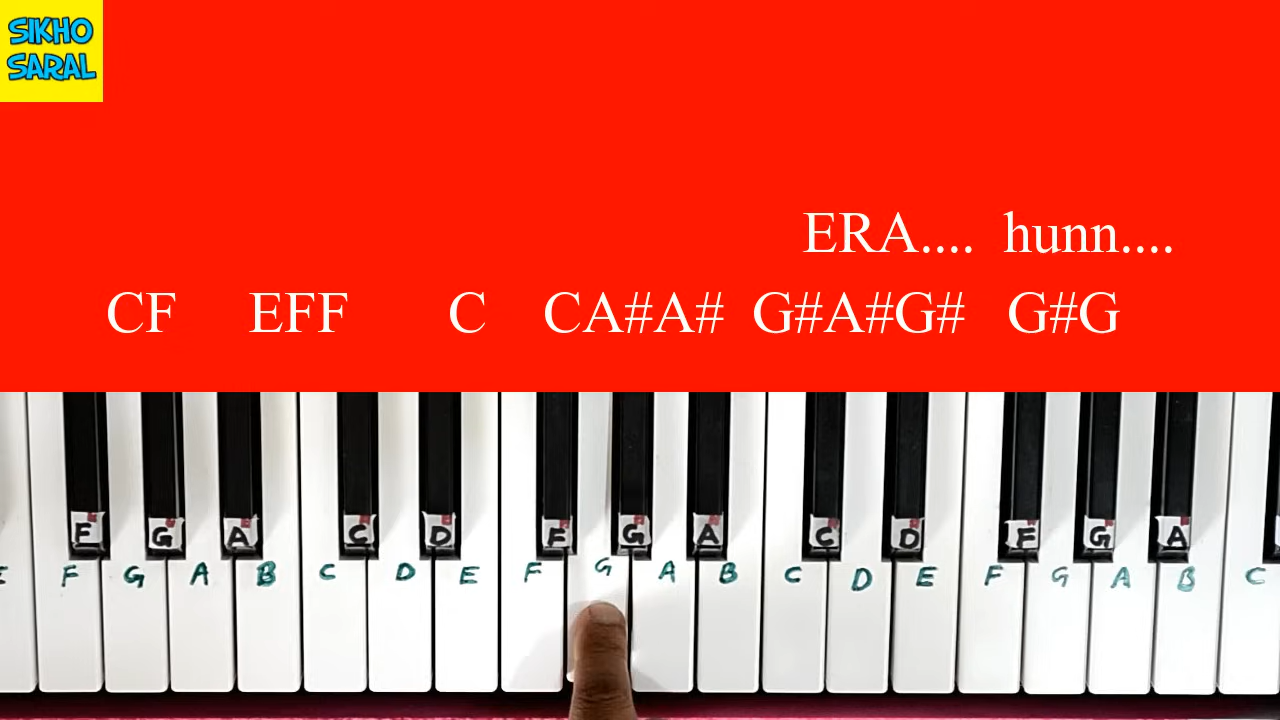 SIKHO
SARAL
ERA.... hunn....
CF EFF C CA#A# G#A#G# G#G
F G A C D F G A C D F G A
E F G A B C D E F G A B C D E F G A B C